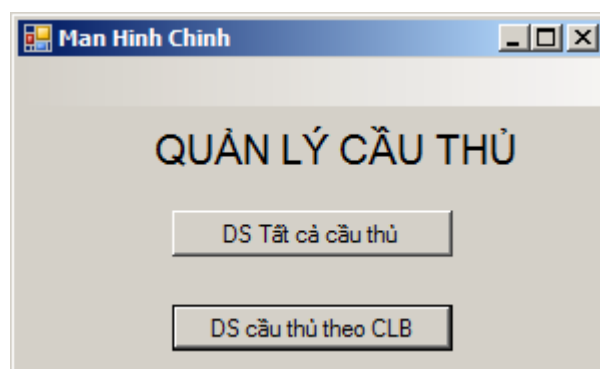 Man Hinh Chinh
QUẢN LÝ CẦU THỦ
DS Tất cả cầu thủ
DS cầu thủ theo CLB